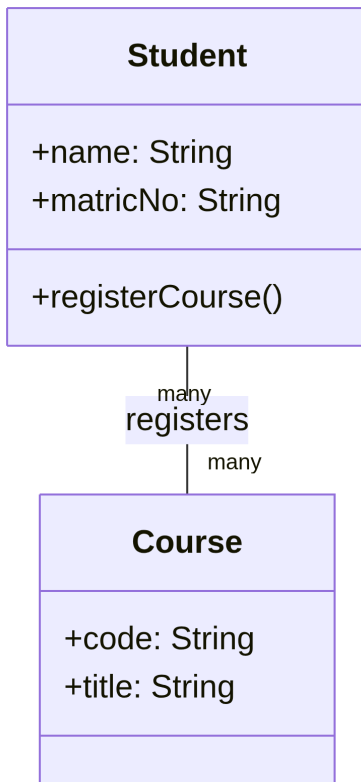 Student
+name: String
+matricNo: String
+registerCourse()
many
registers
many
Course
+code: String
+title: String